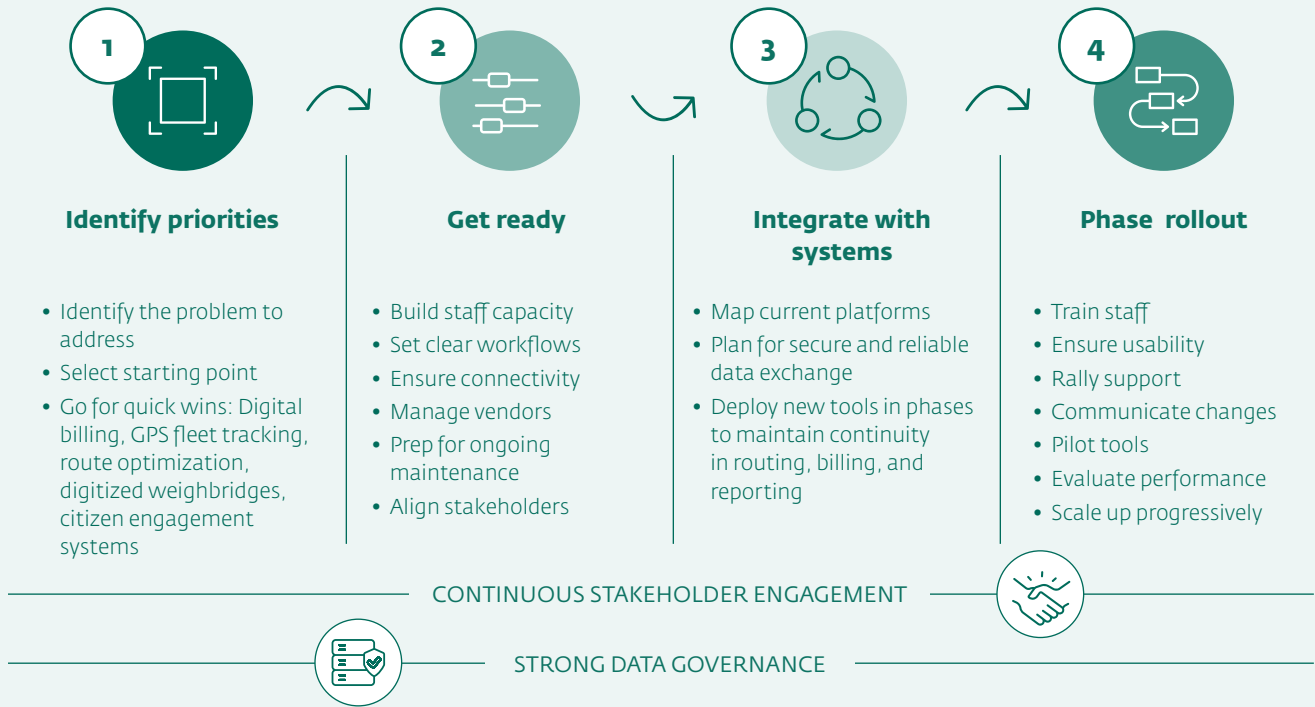 1
Identify priorities
• Identify the problem to
address
• Select starting point
• Go for quick wins: Digital
billing, GPS fleet tracking,
route optimization,
digitized weighbridges,
citizen engagement
systems
2
Get ready
• Build staff capacity
• Set clear workflows
• Ensure connectivity
• Manage vendors
• Prep for ongoing
maintenance
• Align stakeholders
3
Integrate with
systems
• Map current platforms
• Plan for secure and reliable
data exchange
• Deploy new tools in phases
to maintain continuity
in routing, billing, and
reporting
4
Phase rollout
• Train staff
• Ensure usability
• Rally support
• Communicate changes
• Pilot tools
• Evaluate performance
• Scale up progressively
CONTINUOUS STAKEHOLDER ENGAGEMENT
STRONG DATA GOVERNANCE